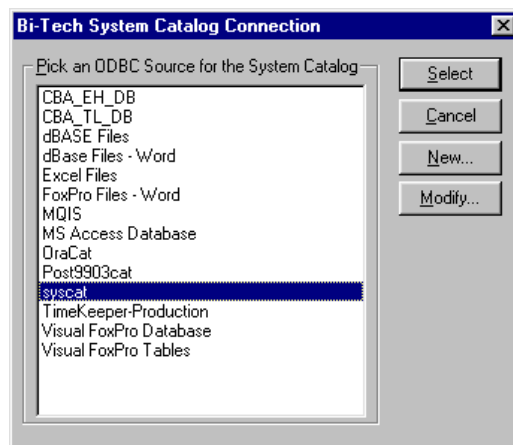 Bi-Tech System Catalog Connection
Pick an ODBC Source for the System Catalog
CBA_EH_DB
CBA_TL_DB
dBASE Files
dBase Files - Word
Excel Files
FoxPro Files - Word
MQIS
MS Access Database
OraCat
Post9903cat
syscat
TimeKeeper-Production
Visual FoxPro Database
Visual FoxPro Tables
Select
Cancel
New...
Modify...